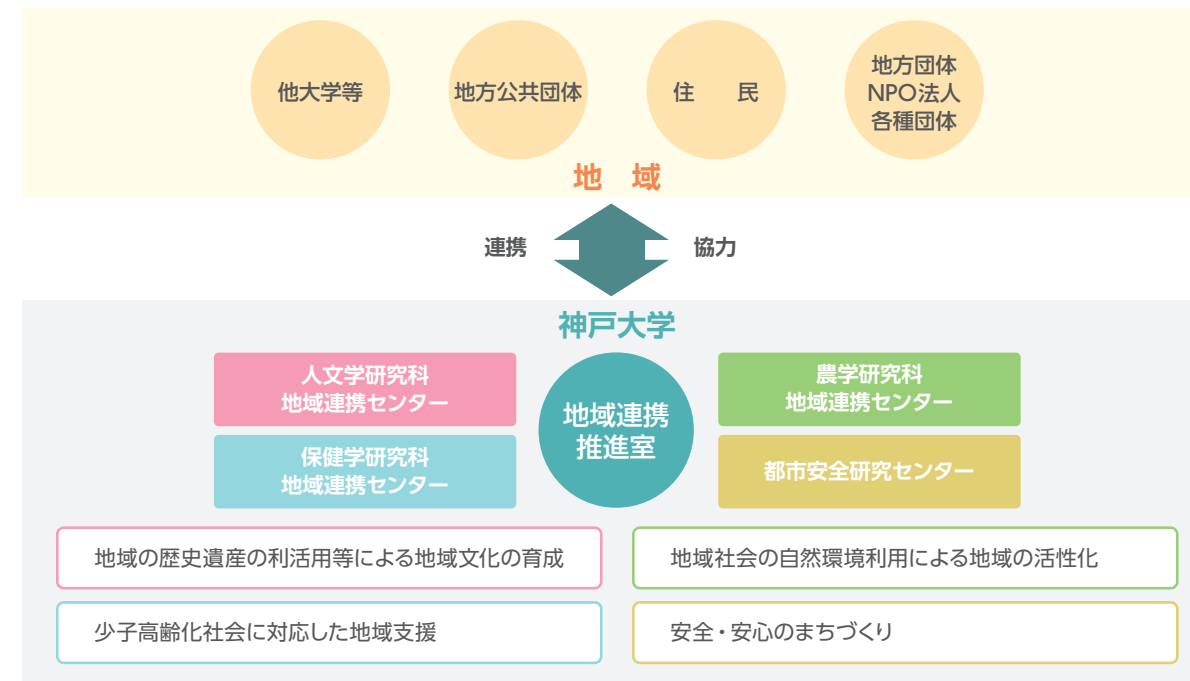 他大学等
地方公共団体
住　民
地方団体
NPO法人
各種団体
地　域
連携
協力
神戸大学
人文学研究科
地域連携センター
保健学研究科
地域連携センター
地域連携
推進室
農学研究科
地域連携センター
都市安全研究センター
地域の歴史遺産の利活用等による地域文化の育成
地域社会の自然環境利用による地域の活性化
少子高齢化社会に対応した地域支援
安全・安心のまちづくり